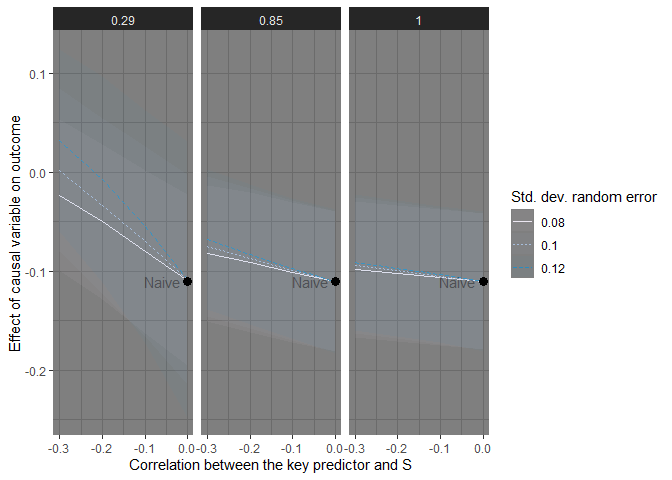 0.29 0.85 1
Effect of causal variable on outcome
0.1
0.0
-0.1
-0.2
Naive Naive Naive
-0.3 -0.2 -0.1 0.0 -0.3 -0.2 -0.1 0.0 -0.3 -0.2 -0.1 0.0
Correlation between the key predictor and S
Std. dev. random error
0.08
0.1
0.12